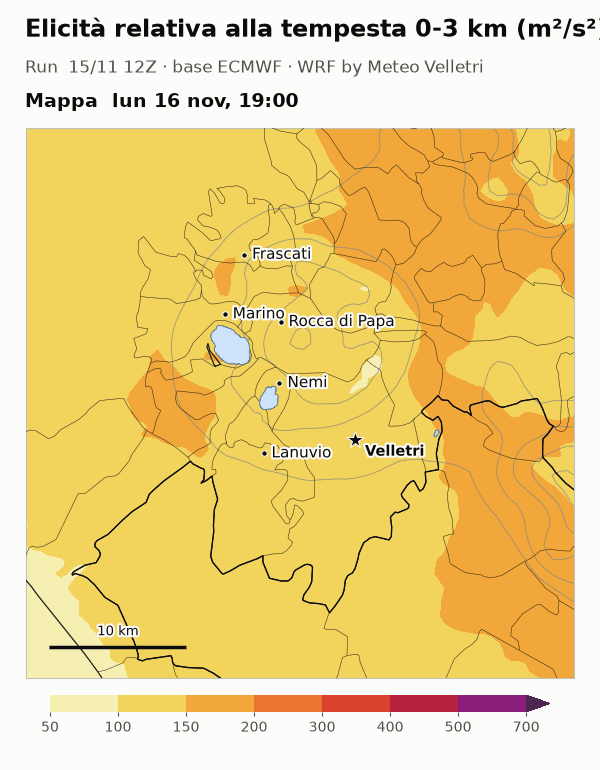 Elicità relativa alla tempesta 0-3 km (m²/s²)
Run 15/11 12Z · base ECMWF · WRF by Meteo Velletri
Mappa lun 16 nov, 19:00
Frascati
Marino
Rocca di Papa
Nemi
Velletri
Lanuvio
10 km
50 100 150 200 300 400 500 700